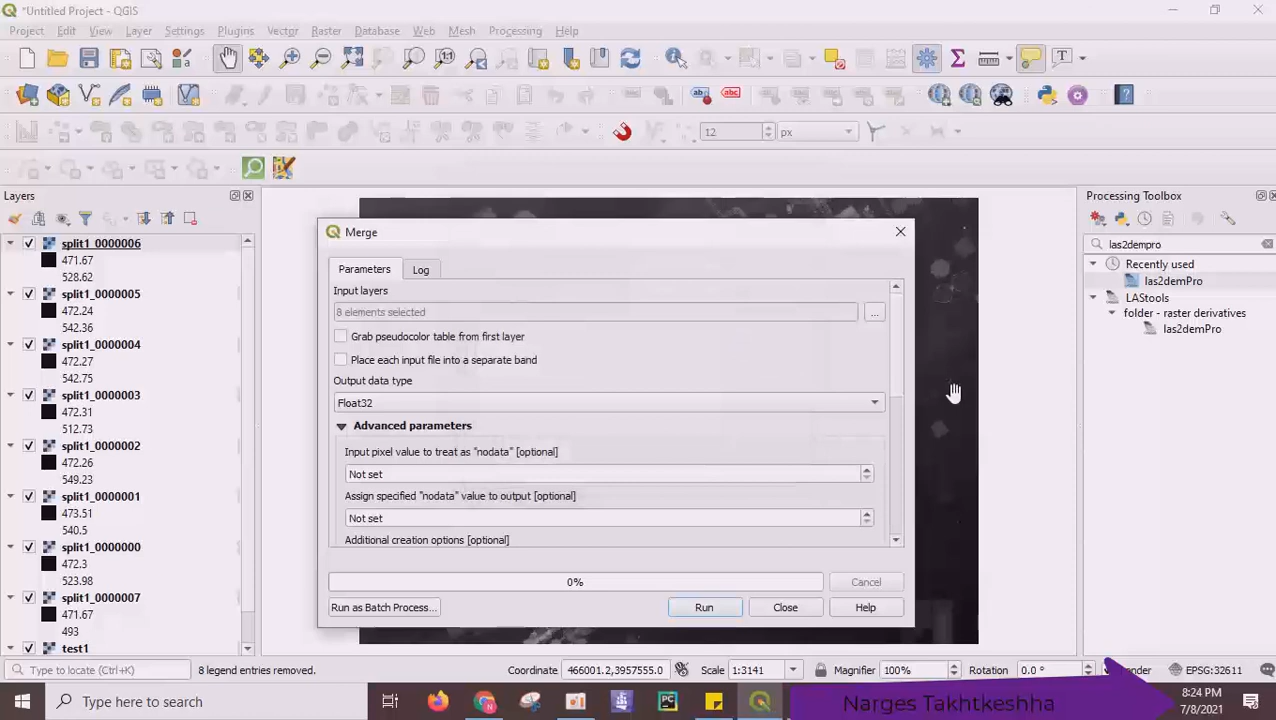 *Untitled Project - QGIS
Project Edit View Layer Settings Plugins Vector Raster Database Web Mesh Processing Help
12 px
Layers
Processing Toolbox
Merge
split1_0000006
471.67
528.62
split1_0000005
472.24
542.36
split1_0000004
472.27
542.75
split1_0000003
472.31
512.73
split1_0000002
472.26
549.23
split1_0000001
473.51
540.5
split1_0000000
472.3
523.98
split1_0000007
471.67
493
test1
Parameters Log
Input layers
8 elements selected
...
Grab pseudocolor table from first layer
Place each input file into a separate band
Output data type
Float32
Advanced parameters
Input pixel value to treat as "nodata" [optional]
Not set
Assign specified "nodata" value to output [optional]
Not set
Additional creation options [optional]
0% Cancel
Run as Batch Process... Run Close Help
las2dempro
Recently used
las2demPro
LAStools
folder - raster derivatives
las2demPro
Type to locate (Ctrl+K) 8 legend entries removed. Coordinate 466001.2,3957555.0 Scale 1:3141 Magnifier 100% Rotation 0.0 ° EPSG:32611
Type here to search
Narges Takhtkeshha
8:24 PM
7/8/2021